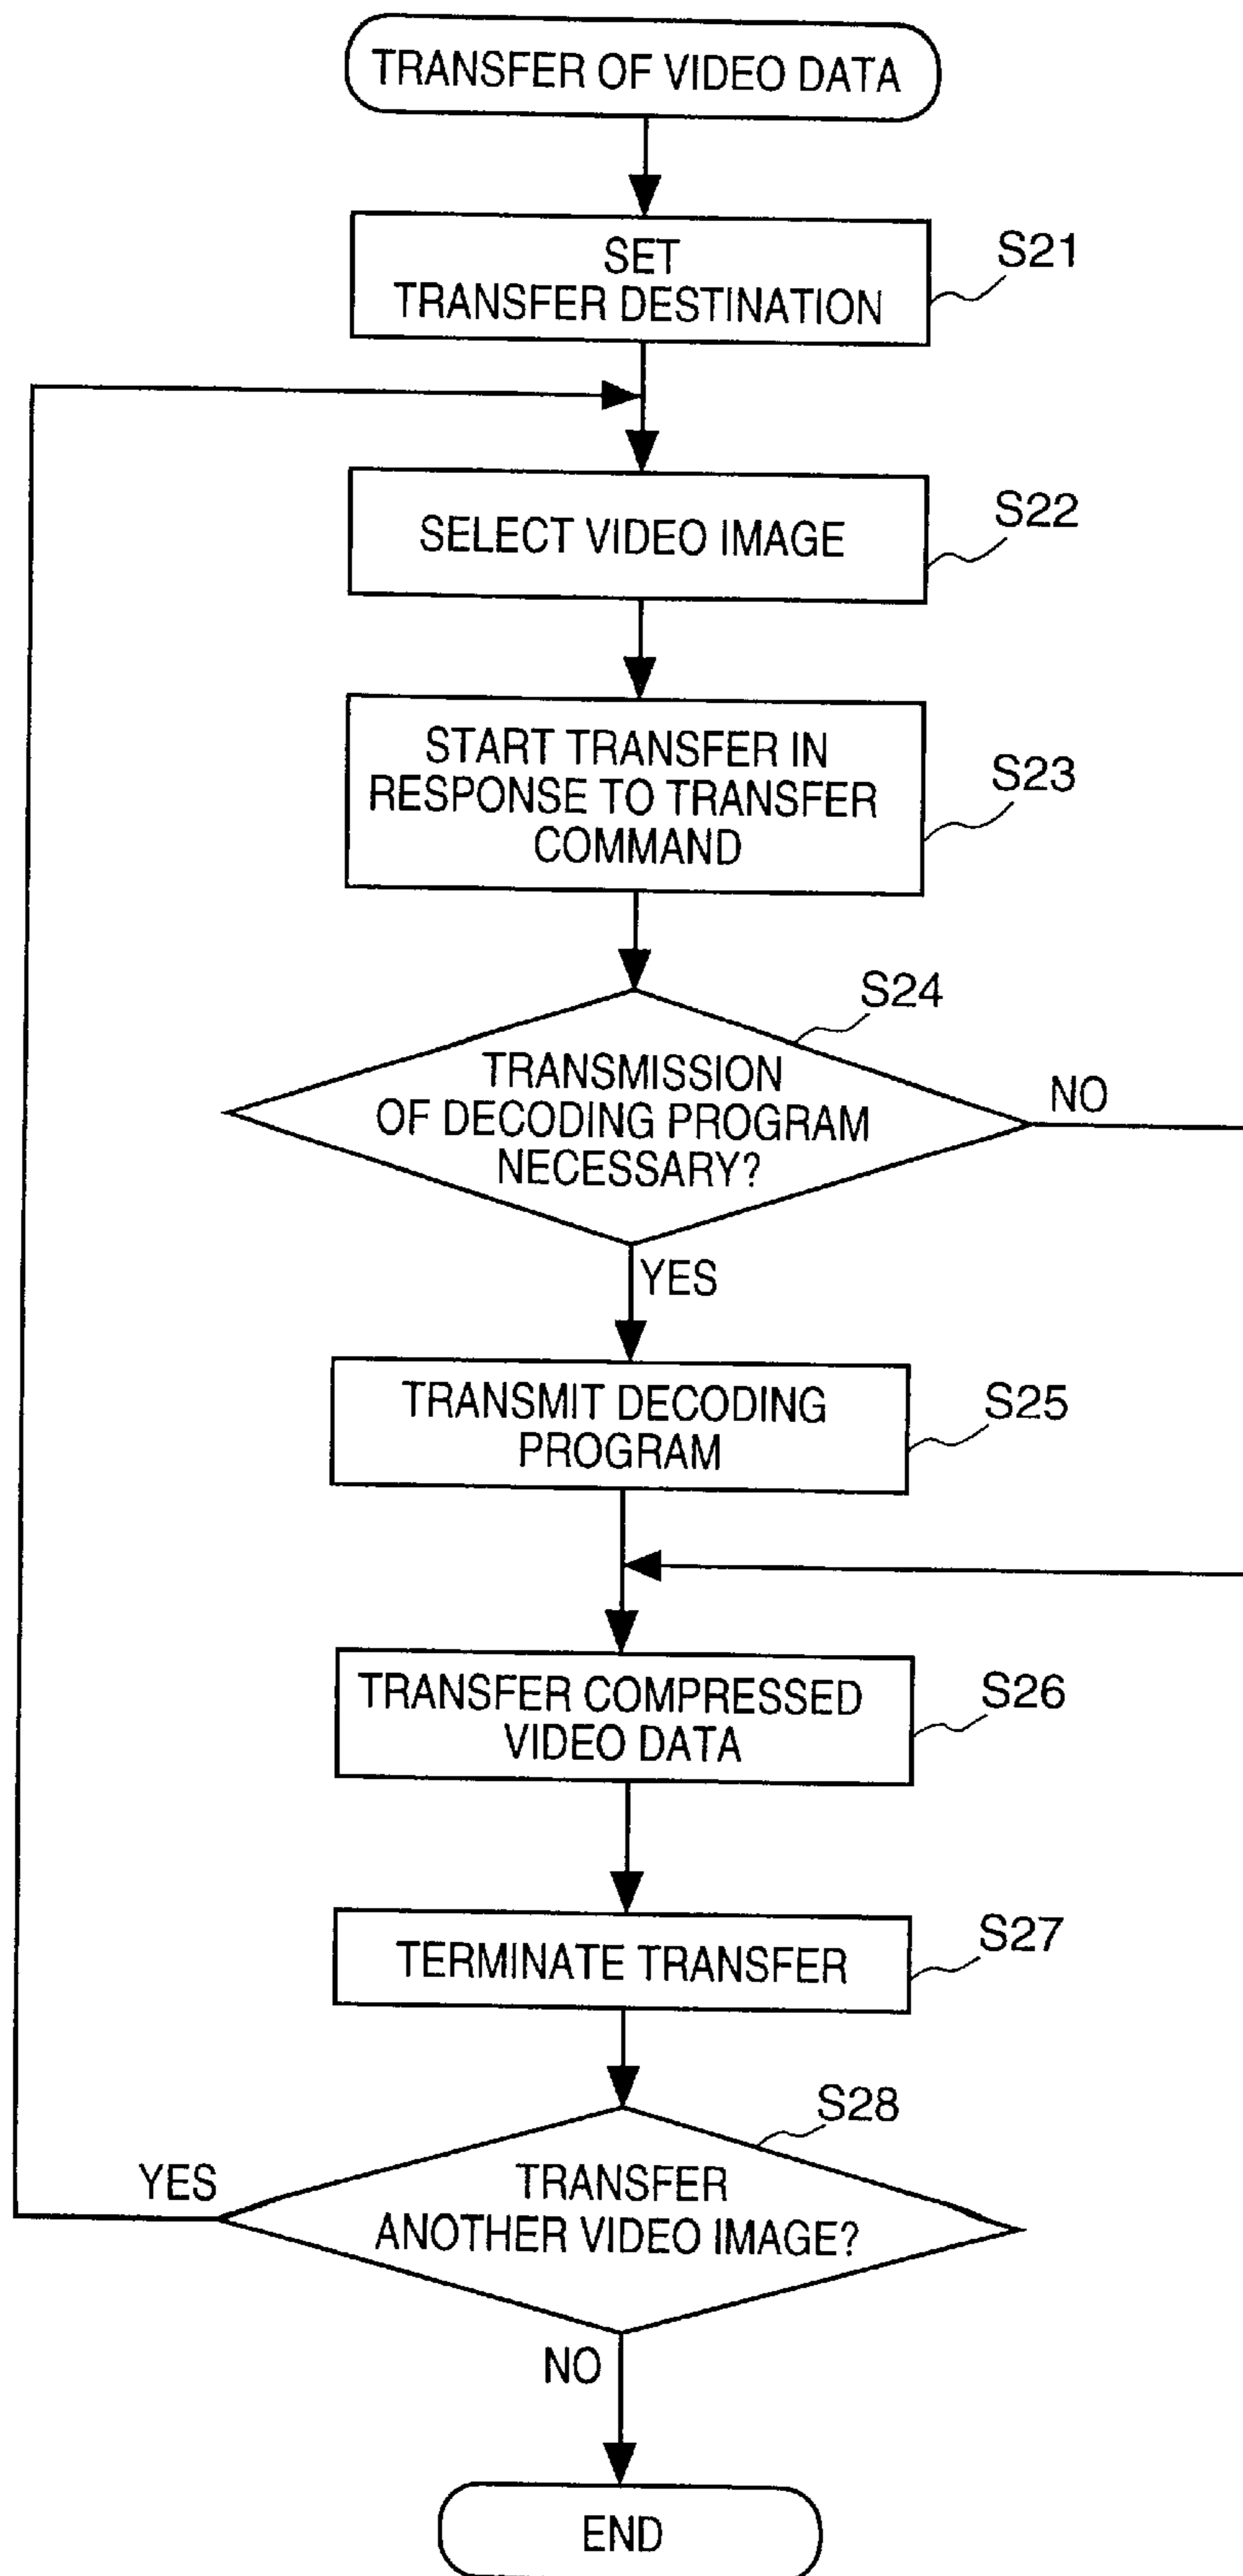 TRANSFER OF VIDEO DATA
SET
TRANSFER DESTINATION
S21
SELECT VIDEO IMAGE
S22
START TRANSFER IN
RESPONSE TO TRANSFER
COMMAND
S23
S24
TRANSMISSION
OF DECODING PROGRAM
NECESSARY?
NO
YES
TRANSMIT DECODING
PROGRAM
S25
TRANSFER COMPRESSED
VIDEO DATA
S26
TERMINATE TRANSFER
S27
S28
YES
TRANSFER
ANOTHER VIDEO IMAGE?
NO
END